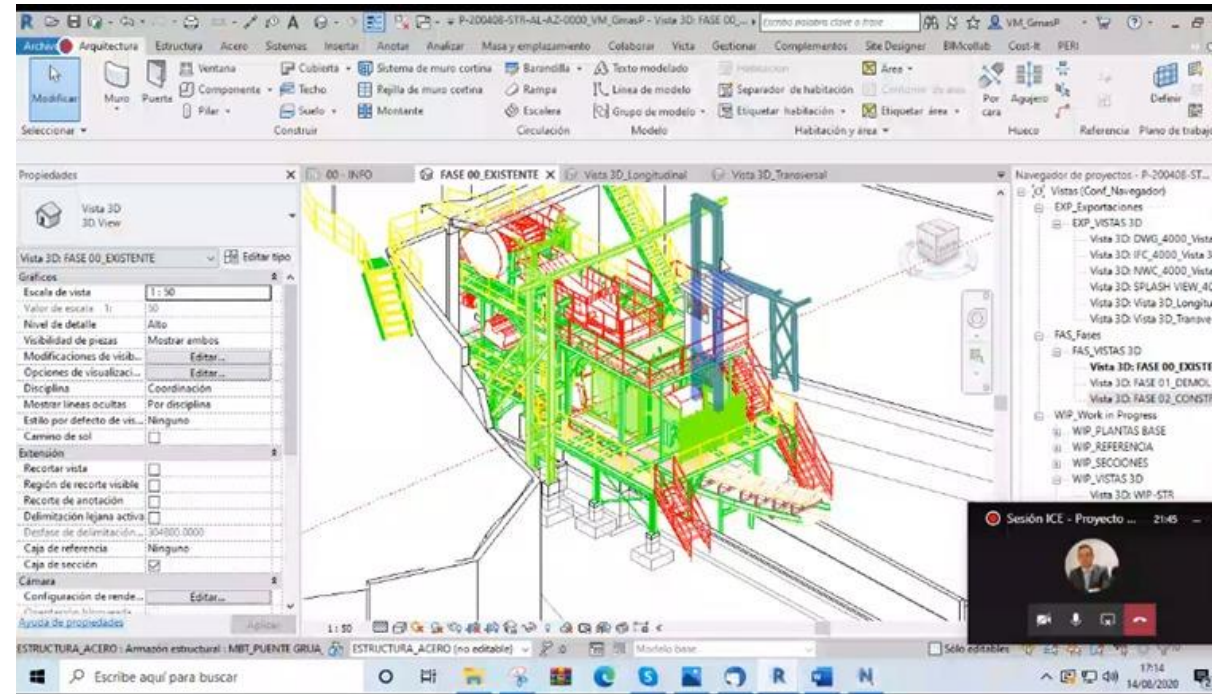 P-200408-STR-AL-AZ-0000_VM_GmasP - Vista 3D: FASE 00_... Escriba palabra clave o frase VM_GmasP
Archivo Arquitectura Estructura Acero Sistemas Insertar Anotar Analizar Masa y emplazamiento Colaborar Vista Gestionar Complementos Site Designer BIMcollab Cost-It PERI
Modificar Muro Puerta Ventana Componente Pilar
Cubierta Techo Suelo
Sistema de muro cortina Rejilla de muro cortina Montante
Barandilla Rampa Escalera
Texto modelado Línea de modelo Grupo de modelo
Habitación Separador de habitación Etiquetar habitación
Área Etiquetar área
Por cara Agujero Definir
Seleccionar Construir Circulación Modelo Habitación y área Hueco Referencia Plano de trabajo
Propiedades
00 - INFO FASE 00_EXISTENTE Vista 3D_Longitudinal Vista 3D_Transversal
Vista 3D
3D View
Vista 3D: FASE 00_EXISTENTE Editar tipo
Gráficos
Escala de vista 1 : 50
Valor de escala 1: 50
Nivel de detalle Alto
Visibilidad de piezas Mostrar ambos
Modificaciones de visib... Editar...
Opciones de visualizaci... Editar...
Disciplina Coordinación
Mostrar líneas ocultas Por disciplina
Estilo por defecto de vis... Ninguno
Camino de sol
Extensión
Recortar vista
Región de recorte visible
Recorte de anotación
Delimitación lejana activa
Desfase de delimitación... 304800.0000
Caja de referencia Ninguno
Caja de sección
Cámara
Configuración de rende... Editar...
Ayuda de propiedades Aplicar
1 : 50
Navegador de proyectos - P-200408-ST...
Vistas (Conf_Navegador)
EXP_Exportaciones
EXP_VISTAS 3D
Vista 3D: DWG_4000_Vista
Vista 3D: IFC_4000_Vista 3
Vista 3D: NWC_4000_Vista
Vista 3D: SPLASH VIEW_40
Vista 3D: Vista 3D_Longitu
Vista 3D: Vista 3D_Transve
FAS_Fases
FAS_VISTAS 3D
Vista 3D: FASE 00_EXISTE
Vista 3D: FASE 01_DEMOL
Vista 3D: FASE 02_CONSTR
WIP_Work in Progress
WIP_PLANTAS BASE
WIP_REFERENCIA
WIP_SECCIONES
WIP_VISTAS 3D
Vista 3D: WIP-STR
Sesión ICE - Proyecto ... 21:45
ESTRUCTURA_ACERO : Armazón estructural : MBT_PUENTE GRUA_ ESTRUCTURA_ACERO (no editable) Modelo base Sólo editables
Escribe aquí para buscar
17:14
14/08/2020